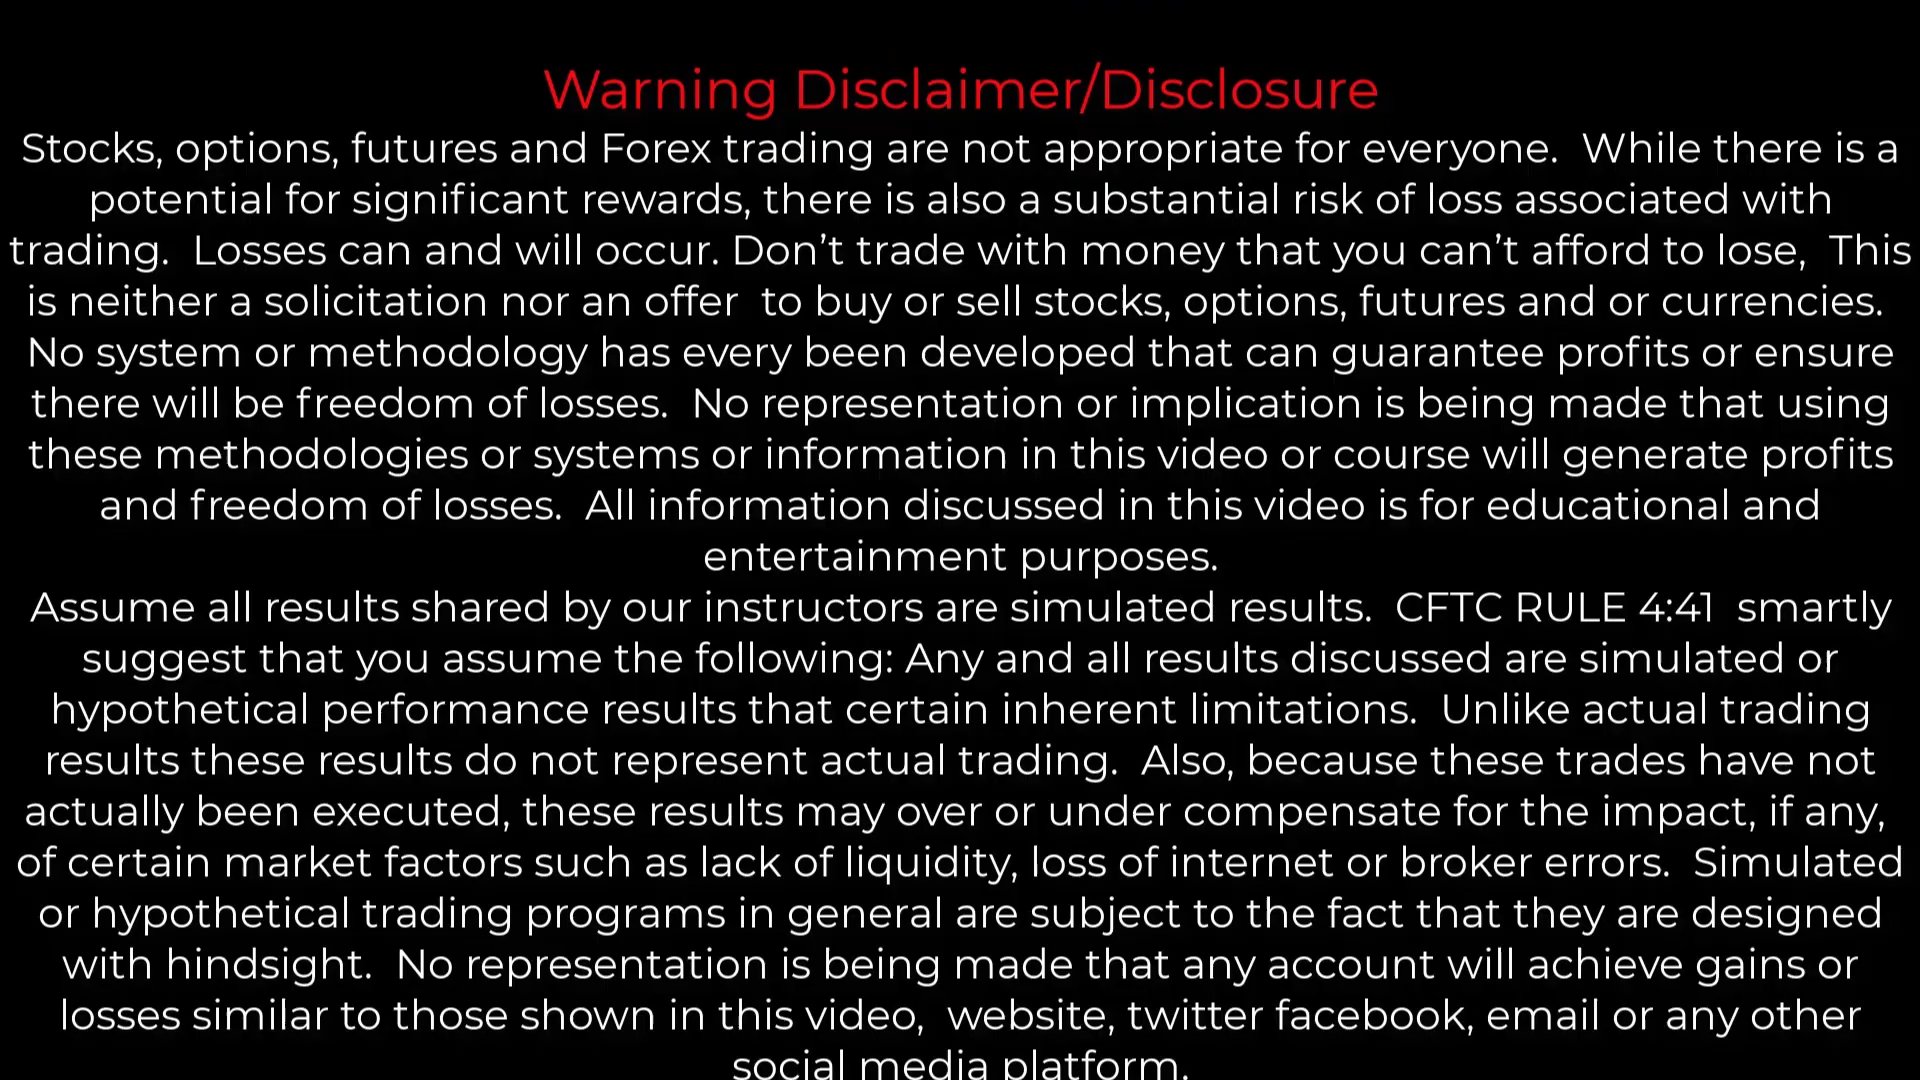 Warning Disclaimer/Disclosure
Stocks, options, futures and Forex trading are not appropriate for everyone.  While there is a
potential for significant rewards, there is also a substantial risk of loss associated with
trading.  Losses can and will occur. Don’t trade with money that you can’t afford to lose,  This
is neither a solicitation nor an offer  to buy or sell stocks, options, futures and or currencies.
No system or methodology has every been developed that can guarantee profits or ensure
there will be freedom of losses.  No representation or implication is being made that using
these methodologies or systems or information in this video or course will generate profits
and freedom of losses.  All information discussed in this video is for educational and
entertainment purposes.
Assume all results shared by our instructors are simulated results.  CFTC RULE 4:41  smartly
suggest that you assume the following: Any and all results discussed are simulated or
hypothetical performance results that certain inherent limitations.  Unlike actual trading
results these results do not represent actual trading.  Also, because these trades have not
actually been executed, these results may over or under compensate for the impact, if any,
of certain market factors such as lack of liquidity, loss of internet or broker errors.  Simulated
or hypothetical trading programs in general are subject to the fact that they are designed
with hindsight.  No representation is being made that any account will achieve gains or
losses similar to those shown in this video,  website, twitter facebook, email or any other
social media platform.